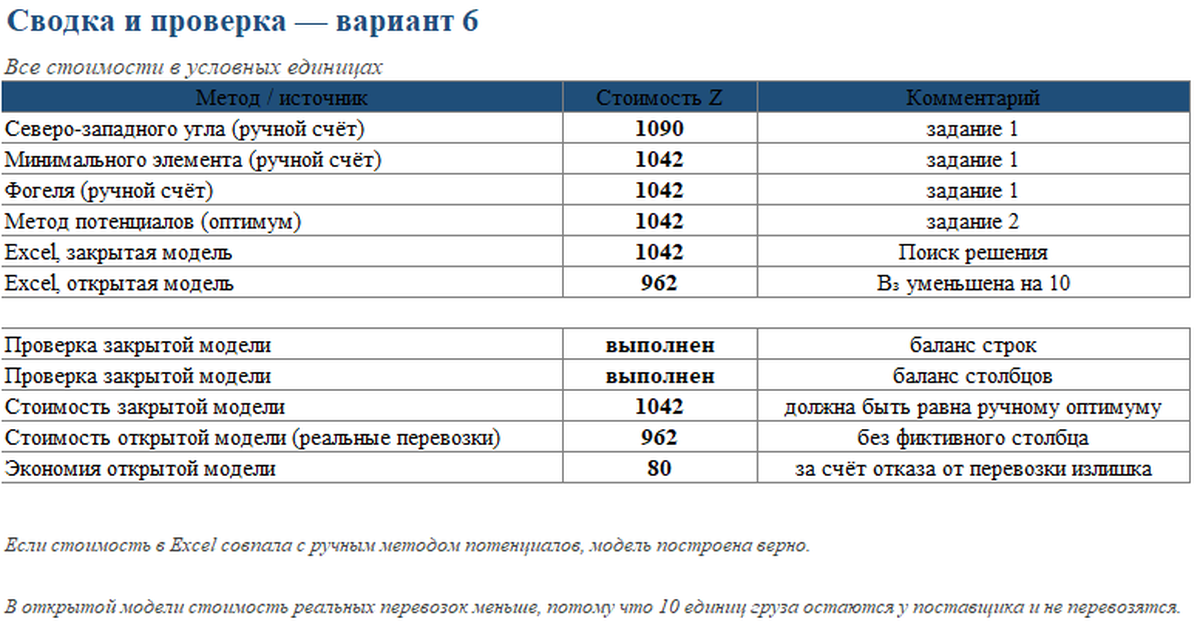 Сводка и проверка — вариант 6
Все стоимости в условных единицах
Метод / источник Стоимость Z Комментарий
Северо-западного угла (ручной счёт) 1090 задание 1
Минимального элемента (ручной счёт) 1042 задание 1
Фогеля (ручной счёт) 1042 задание 1
Метод потенциалов (оптимум) 1042 задание 2
Excel, закрытая модель 1042 Поиск решения
Excel, открытая модель 962 B₃ уменьшена на 10
Проверка закрытой модели выполнен баланс строк
Проверка закрытой модели выполнен баланс столбцов
Стоимость закрытой модели 1042 должна быть равна ручному оптимуму
Стоимость открытой модели (реальные перевозки) 962 без фиктивного столбца
Экономия открытой модели 80 за счёт отказа от перевозки излишка
Если стоимость в Excel совпала с ручным методом потенциалов, модель построена верно.
В открытой модели стоимость реальных перевозок меньше, потому что 10 единиц груза остаются у поставщика и не перевозятся.